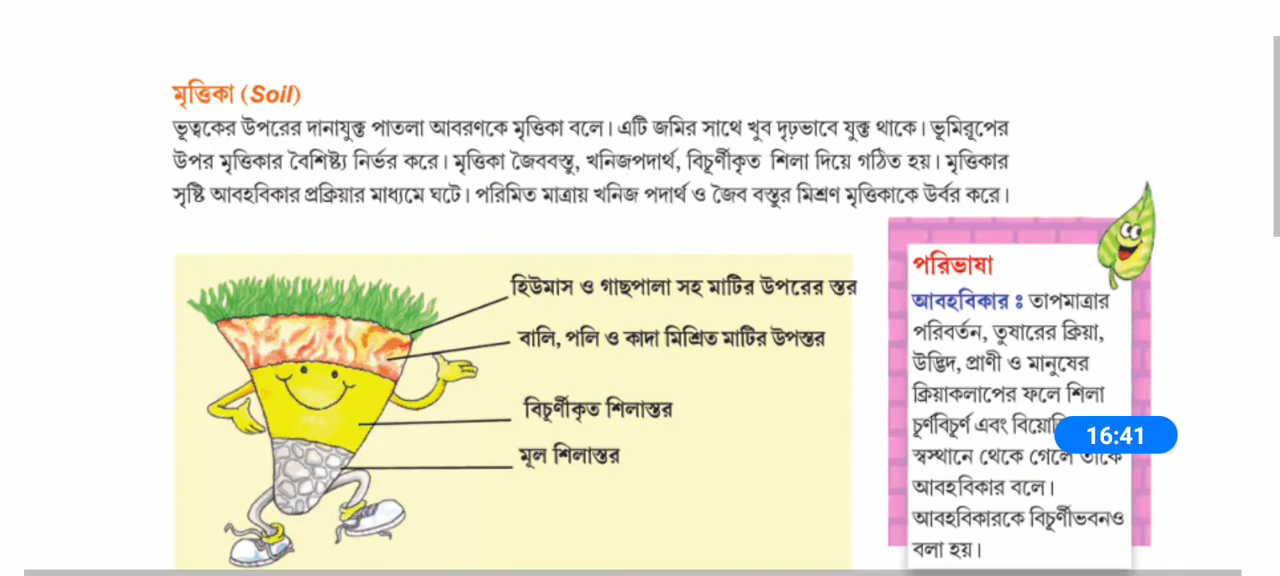 মৃত্তিকা (Soil)
ভূত্বকের উপরের দানাযুক্ত পাতলা আবরণকে মৃত্তিকা বলে। এটি জমির সাথে খুব দৃঢ়ভাবে যুক্ত থাকে। ভূমিরূপের
উপর মৃত্তিকার বৈশিষ্ট্য নির্ভর করে। মৃত্তিকা জৈববস্তু, খনিজপদার্থ, বিচূর্ণীকৃত শিলা দিয়ে গঠিত হয়। মৃত্তিকার
সৃষ্টি আবহবিকার প্রক্রিয়ার মাধ্যমে ঘটে। পরিমিত মাত্রায় খনিজ পদার্থ ও জৈব বস্তুর মিশ্রণ মৃত্তিকাকে উর্বর করে।
হিউমাস ও গাছপালা সহ মাটির উপরের স্তর
বালি, পলি ও কাদা মিশ্রিত মাটির উপস্তর
বিচূর্ণীকৃত শিলাস্তর
মূল শিলাস্তর
পরিভাষা
আবহবিকার ঃ তাপমাত্রার
পরিবর্তন, তুষারের ক্রিয়া,
উদ্ভিদ, প্রাণী ও মানুষের
ক্রিয়াকলাপের ফলে শিলা
চূর্ণবিচূর্ণ এবং
16:41
স্বস্থানে থেকে গেলে তাকে
আবহবিকার বলে।
আবহবিকারকে বিচূর্ণীভবনও
বলা হয়।